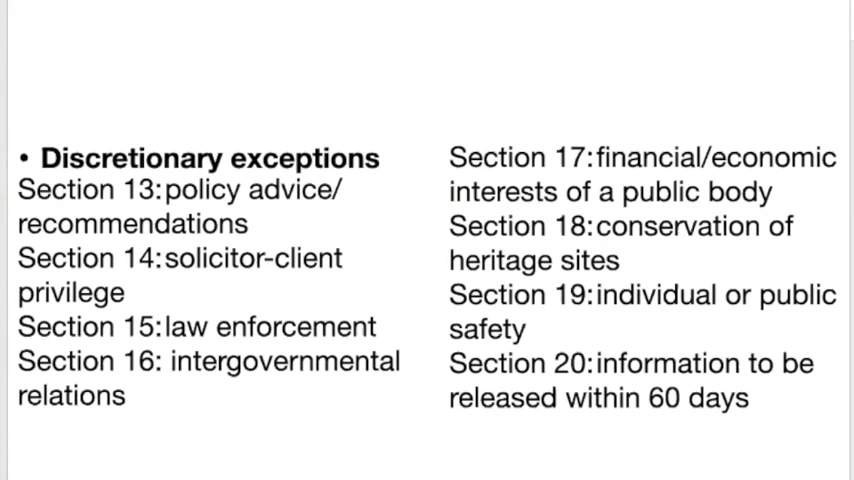 • Discretionary exceptions
Section 13:policy advice/
recommendations
Section 14:solicitor-client
privilege
Section 15:law enforcement
Section 16: intergovernmental
relations
Section 17:financial/economic
interests of a public body
Section 18:conservation of
heritage sites
Section 19:individual or public
safety
Section 20:information to be
released within 60 days